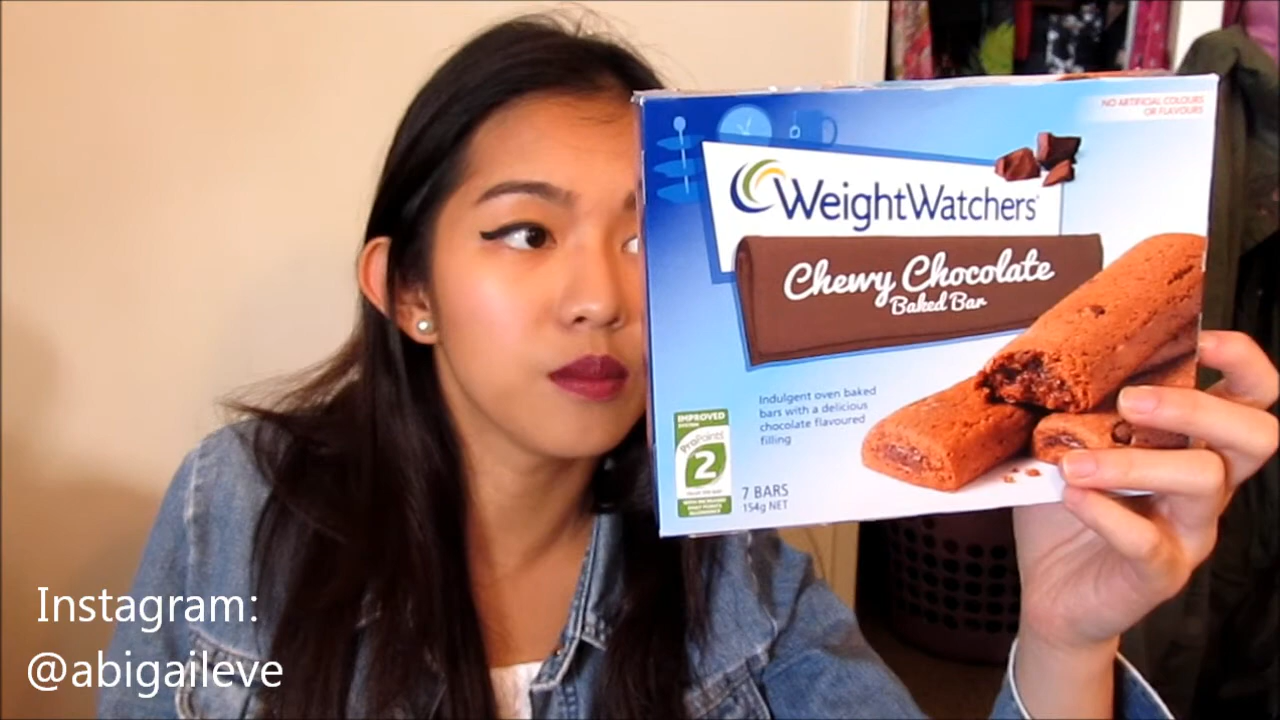 NO ARTIFICIAL COLOURS
OR FLAVOURS
WeightWatchers
Chewy Chocolate
Baked Bar
Indulgent oven baked
bars with a delicious
chocolate flavoured
filling
IMPROVED
SYSTEM
ProPoints
2
7 BARS
154g NET
Instagram:
@abigaileve